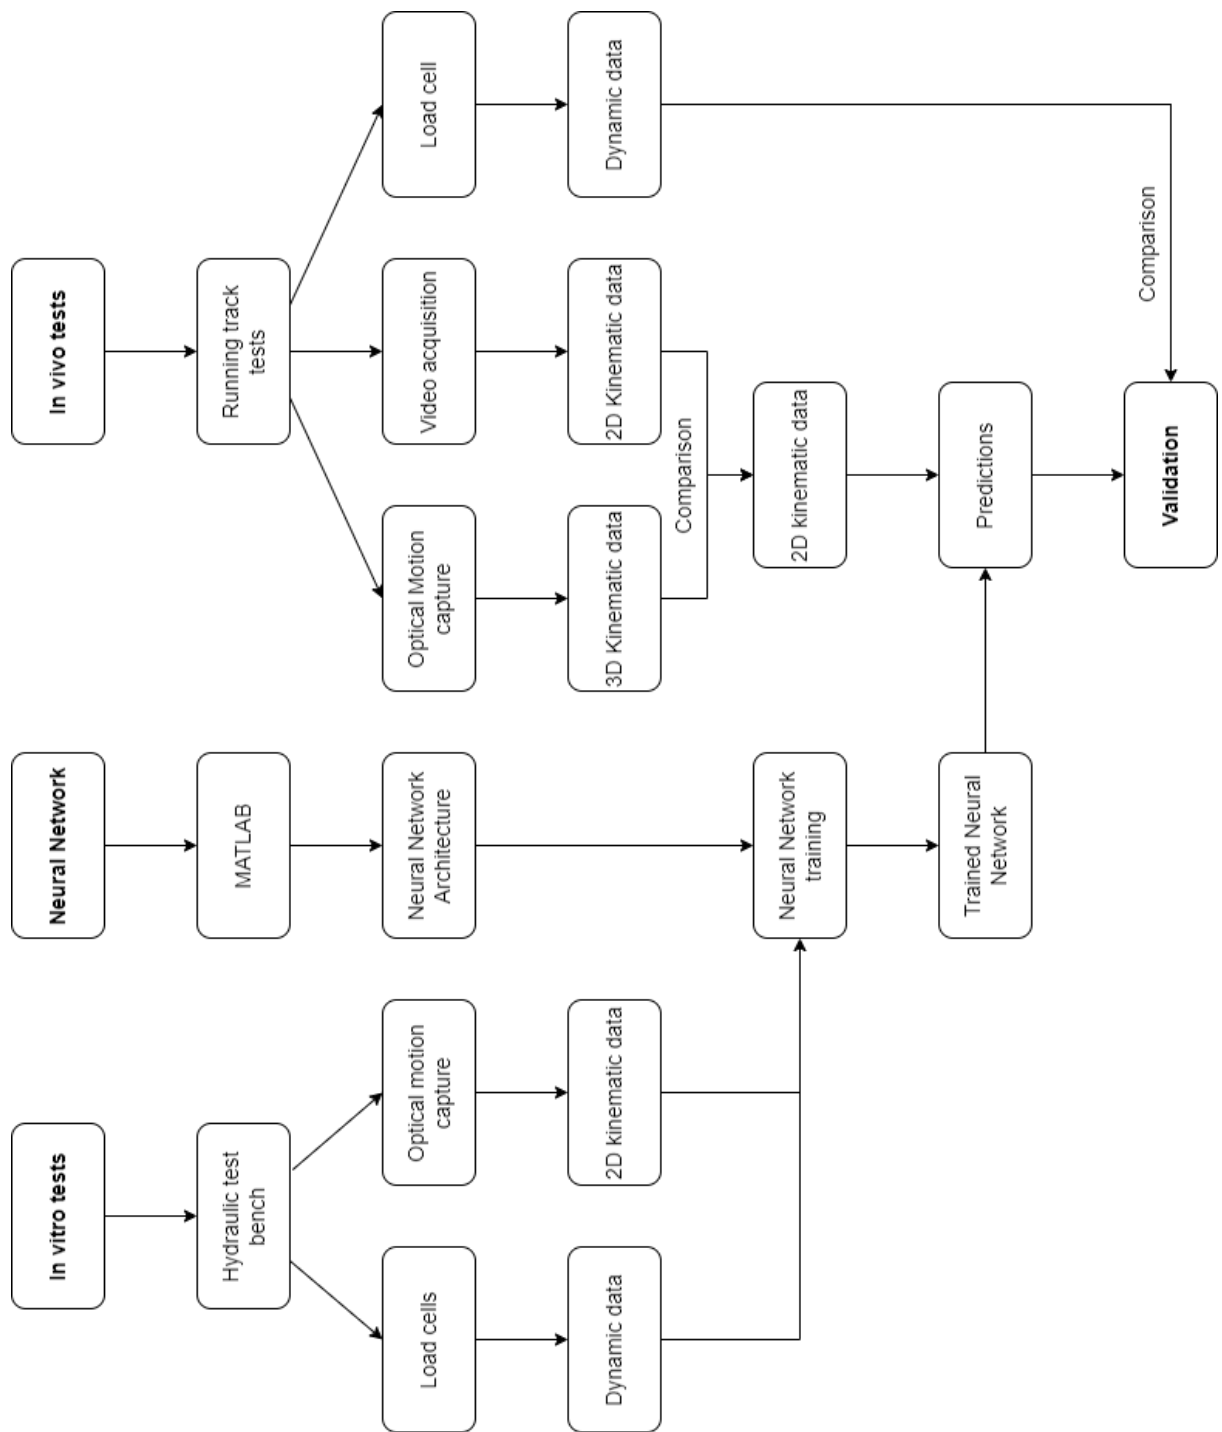 In vitro tests
Neural Network
In vivo tests
Hydraulic test
bench
MATLAB
Running track
tests
Load cells
Optical motion
capture
Neural Network
Architecture
Optical Motion
capture
Video acquisition
Load cell
Dynamic data
2D kinematic data
3D Kinematic data
2D Kinematic data
Dynamic data
Comparison
Neural Network
training
2D kinematic data
Trained Neural
Network
Predictions
Comparison
Validation